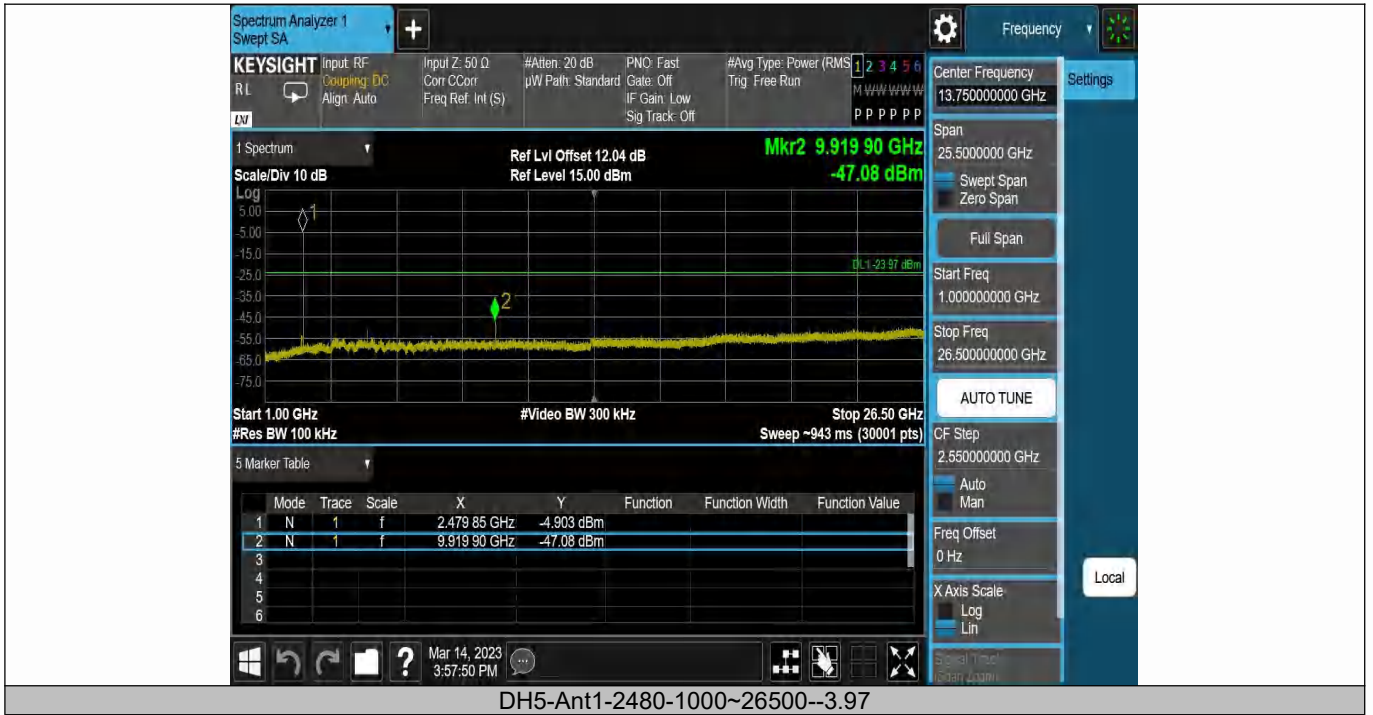 Spectrum Analyzer 1
Swept SA
+
Frequency
KEYSIGHT
RL
LXI
Input: RF
Coupling: DC
Align: Auto
Input Z: 50 Ω
Corr CCorr
Freq Ref: Int (S)
#Atten: 20 dB
µW Path: Standard
PNO: Fast
Gate: Off
IF Gain: Low
Sig Track: Off
#Avg Type: Power (RMS
Trig: Free Run
1 2 3 4 5 6
M W W W W W
P P P P P P
1 Spectrum
Scale/Div 10 dB
Ref Lvl Offset 12.04 dB
Ref Level 15.00 dBm
Mkr2 9.919 90 GHz
-47.08 dBm
Log
5.00
-5.00
-15.0
-25.0
-35.0
-45.0
-55.0
-65.0
-75.0
1
2
DL1 -23.97 dBm
Start 1.00 GHz
#Res BW 100 kHz
#Video BW 300 kHz
Stop 26.50 GHz
Sweep ~943 ms (30001 pts)
5 Marker Table
Mode Trace Scale X Y Function Function Width Function Value
1 N 1 f 2.479 85 GHz -4.903 dBm
2 N 1 f 9.919 90 GHz -47.08 dBm
3
4
5
6
Mar 14, 2023
3:57:50 PM
Center Frequency
13.750000000 GHz
Settings
Span
25.5000000 GHz
Swept Span
Zero Span
Full Span
Start Freq
1.000000000 GHz
Stop Freq
26.500000000 GHz
AUTO TUNE
CF Step
2.550000000 GHz
Auto
Man
Freq Offset
0 Hz
X Axis Scale
Log
Lin
Signal Track
(Span Zoom)
Local
DH5-Ant1-2480-1000~26500--3.97